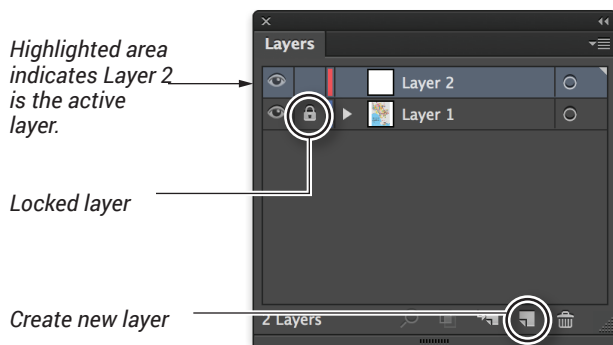 Highlighted area
indicates Layer 2
is the active
layer.
Locked layer
Create new layer
Layers
Layer 2
Layer 1
2 Layers